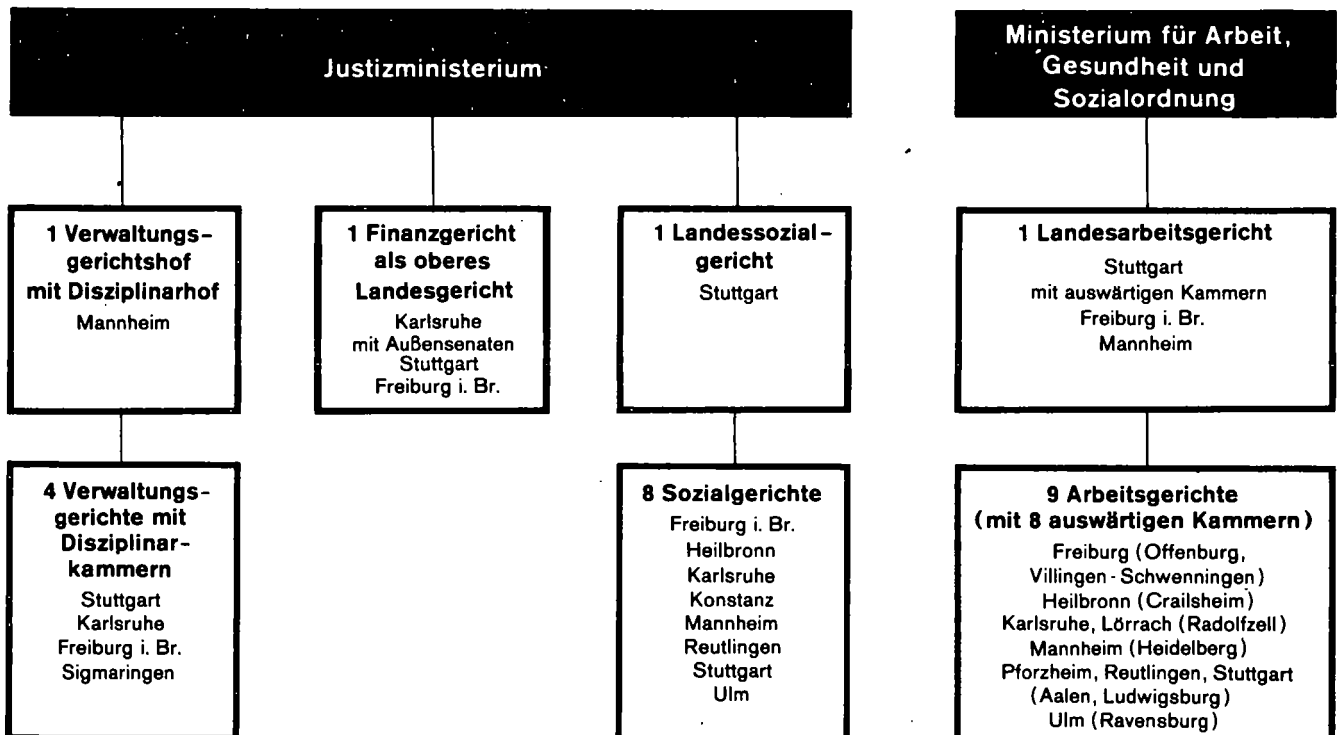 Justizministerium
Ministerium für Arbeit,
Gesundheit und
Sozialordnung
1 Verwaltungs-
gerichtshof
mit Disziplinarhof
Mannheim
1 Finanzgericht
als oberes
Landesgericht
Karlsruhe
mit Außensenaten
Stuttgart
Freiburg i. Br.
1 Landessozial-
gericht
Stuttgart
1 Landesarbeitsgericht
Stuttgart
mit auswärtigen Kammern
Freiburg i. Br.
Mannheim
4 Verwaltungs-
gerichte mit
Disziplinar-
kammern
Stuttgart
Karlsruhe
Freiburg i. Br.
Sigmaringen
8 Sozialgerichte
Freiburg i. Br.
Heilbronn
Karlsruhe
Konstanz
Mannheim
Reutlingen
Stuttgart
Ulm
9 Arbeitsgerichte
(mit 8 auswärtigen Kammern)
Freiburg (Offenburg,
Villingen-Schwenningen)
Heilbronn (Crailsheim)
Karlsruhe, Lörrach (Radolfzell)
Mannheim (Heidelberg)
Pforzheim, Reutlingen, Stuttgart
(Aalen, Ludwigsburg)
Ulm (Ravensburg)